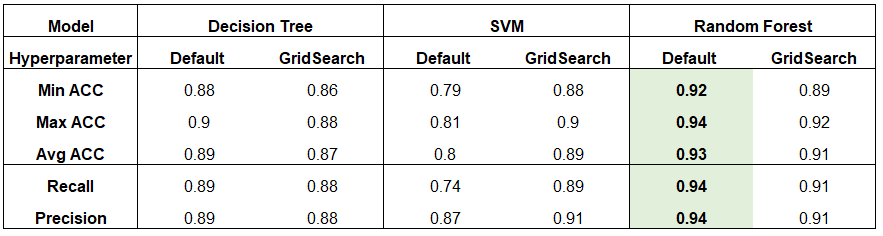 Model Decision Tree SVM Random Forest
Hyperparameter Default GridSearch Default GridSearch Default GridSearch
Min ACC 0.88 0.86 0.79 0.88 0.92 0.89
Max ACC 0.9 0.88 0.81 0.9 0.94 0.92
Avg ACC 0.89 0.87 0.8 0.89 0.93 0.91
Recall 0.89 0.88 0.74 0.89 0.94 0.91
Precision 0.89 0.88 0.87 0.91 0.94 0.91